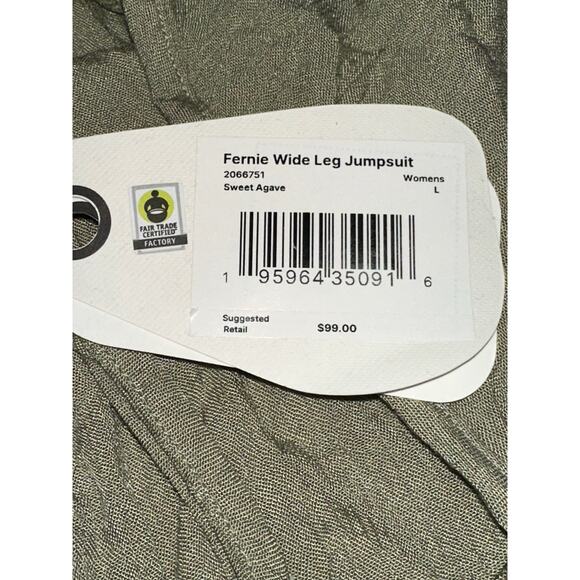 Fernie Wide Leg Jumpsuit
2066751 Womens
Sweet Agave L
1 95964 35091 6
Suggested
Retail $99.00
FAIR TRADE
CERTIFIED
FACTORY